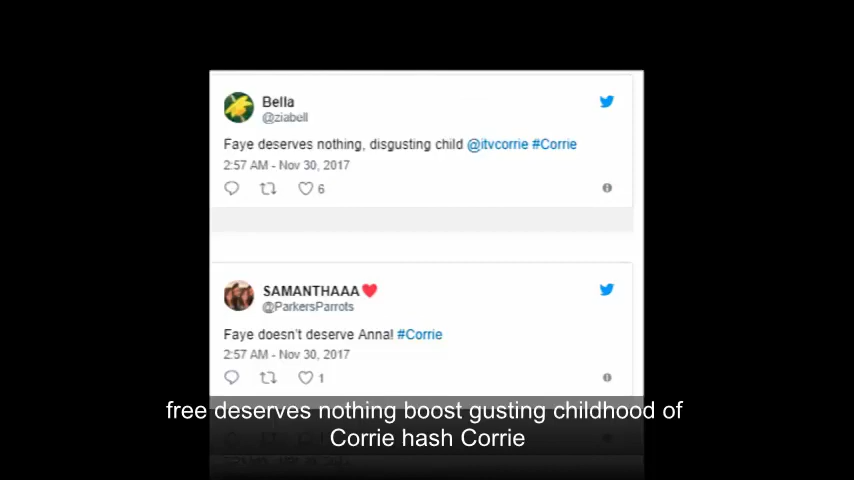 Bella
@ziabell
Faye deserves nothing, disgusting child @itvcorrie #Corrie
2:57 AM - Nov 30, 2017
6
SAMANTHAAA❤
@ParkersParrots
Faye doesn't deserve Anna! #Corrie
2:57 AM - Nov 30, 2017
1
free deserves nothing boost gusting childhood of
Corrie hash Corrie